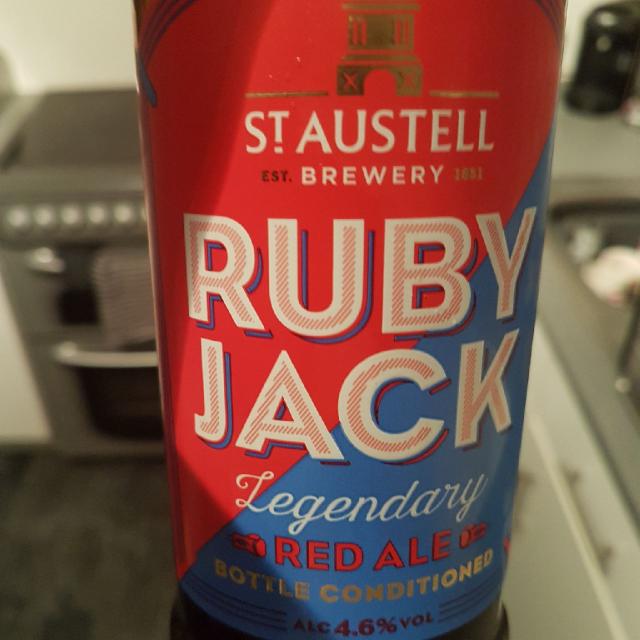 ST AUSTELL
EST. BREWERY 1851
RUBY
JACK
Legendary
RED ALE
BOTTLE CONDITIONED
ALC 4.6% VOL